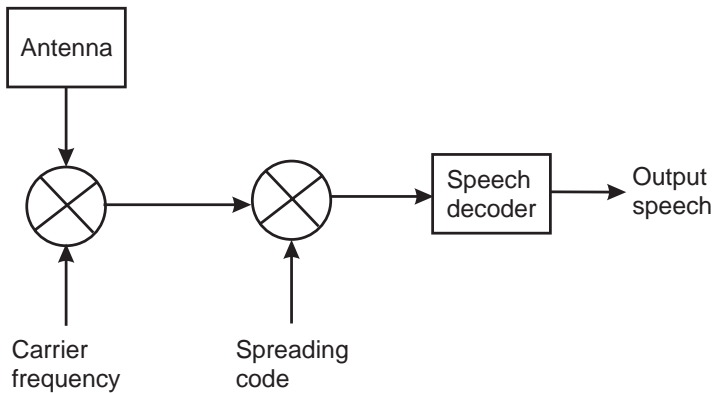 Antenna
Speech
decoder
Output
speech
Carrier
frequency
Spreading
code